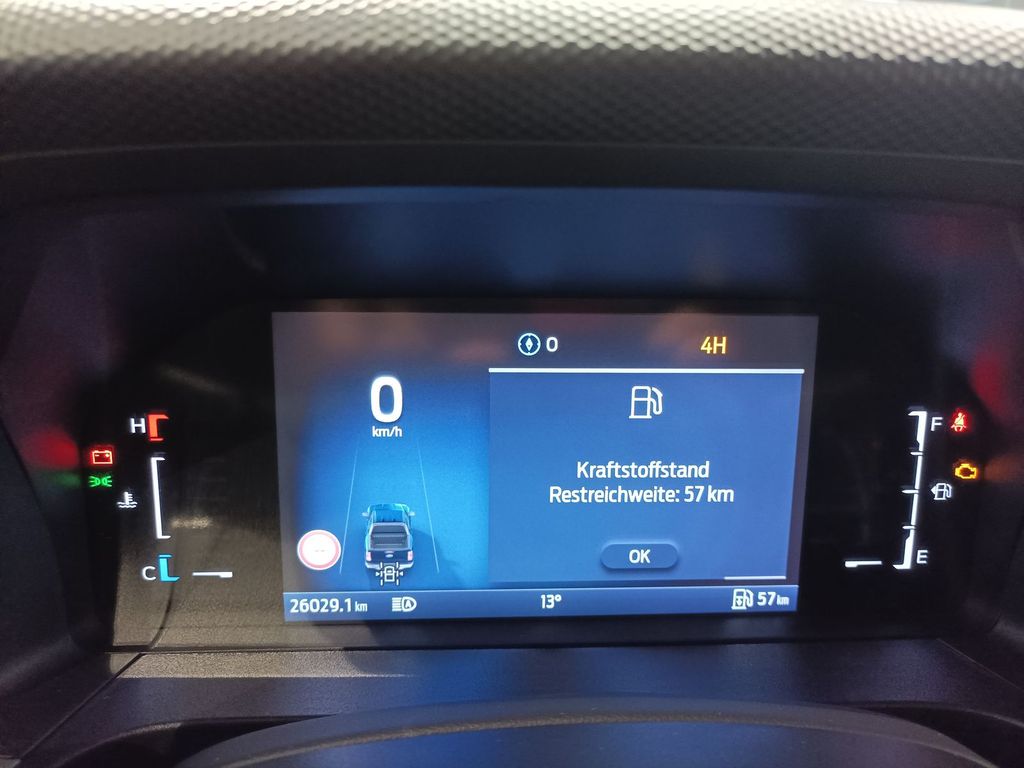 0
4H
0
km/h
H
F
Kraftstoffstand
Restreichweite: 57 km
OK
E
C
26029.1 km
A
13°
57 km